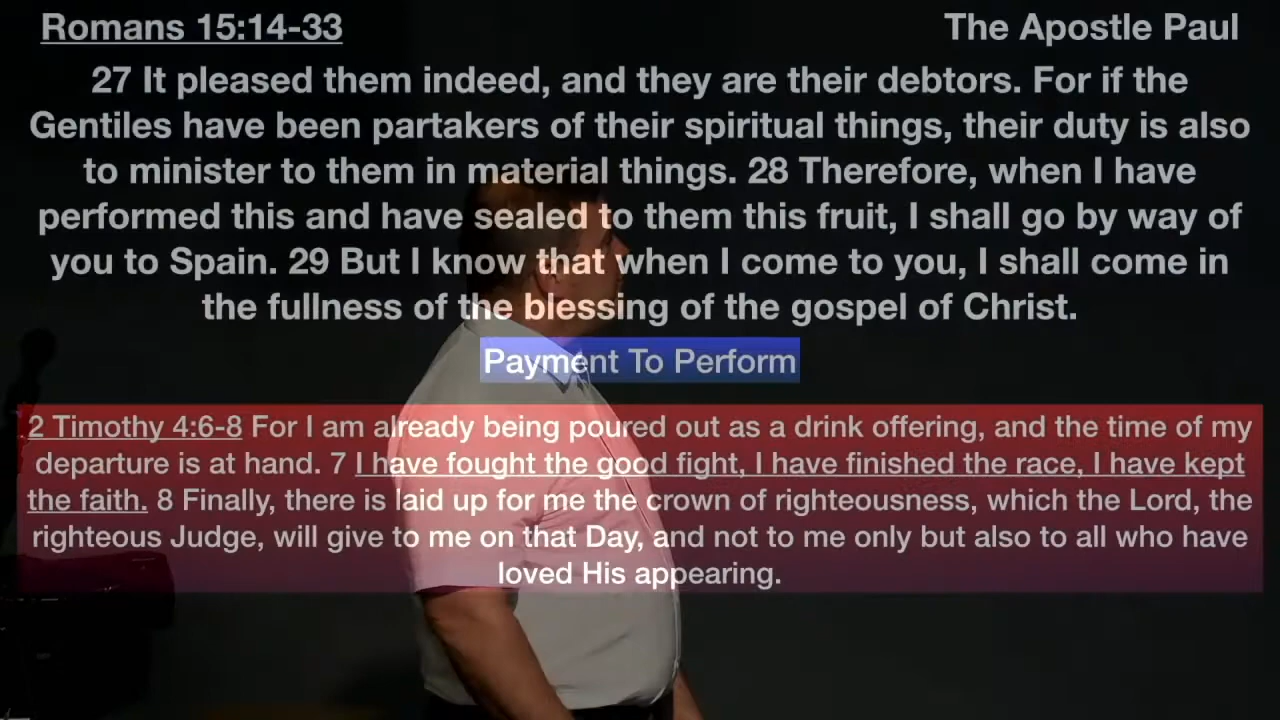 Romans 15:14-33
The Apostle Paul
27 It pleased them indeed, and they are their debtors. For if the
Gentiles have been partakers of their spiritual things, their duty is also
to minister to them in material things. 28 Therefore, when I have
performed this and have sealed to them this fruit, I shall go by way of
you to Spain. 29 But I know that when I come to you, I shall come in
the fullness of the blessing of the gospel of Christ.
Payment To Perform
2 Timothy 4:6-8 For I am already being poured out as a drink offering, and the time of my
departure is at hand. 7 I have fought the good fight, I have finished the race, I have kept
the faith. 8 Finally, there is laid up for me the crown of righteousness, which the Lord, the
righteous Judge, will give to me on that Day, and not to me only but also to all who have
loved His appearing.